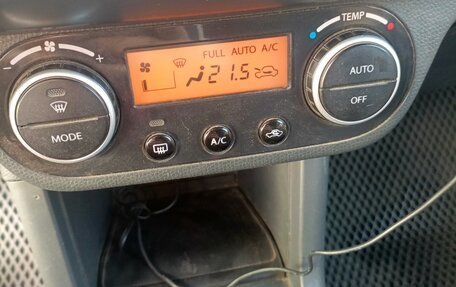 TEMP
- +
FULL AUTO A/C
21.5
AUTO
OFF
MODE
A/C